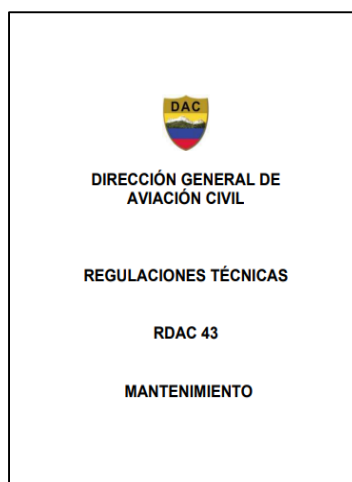 DAC
DIRECCIÓN GENERAL DE
AVIACIÓN CIVIL
REGULACIONES TÉCNICAS
RDAC 43
MANTENIMIENTO